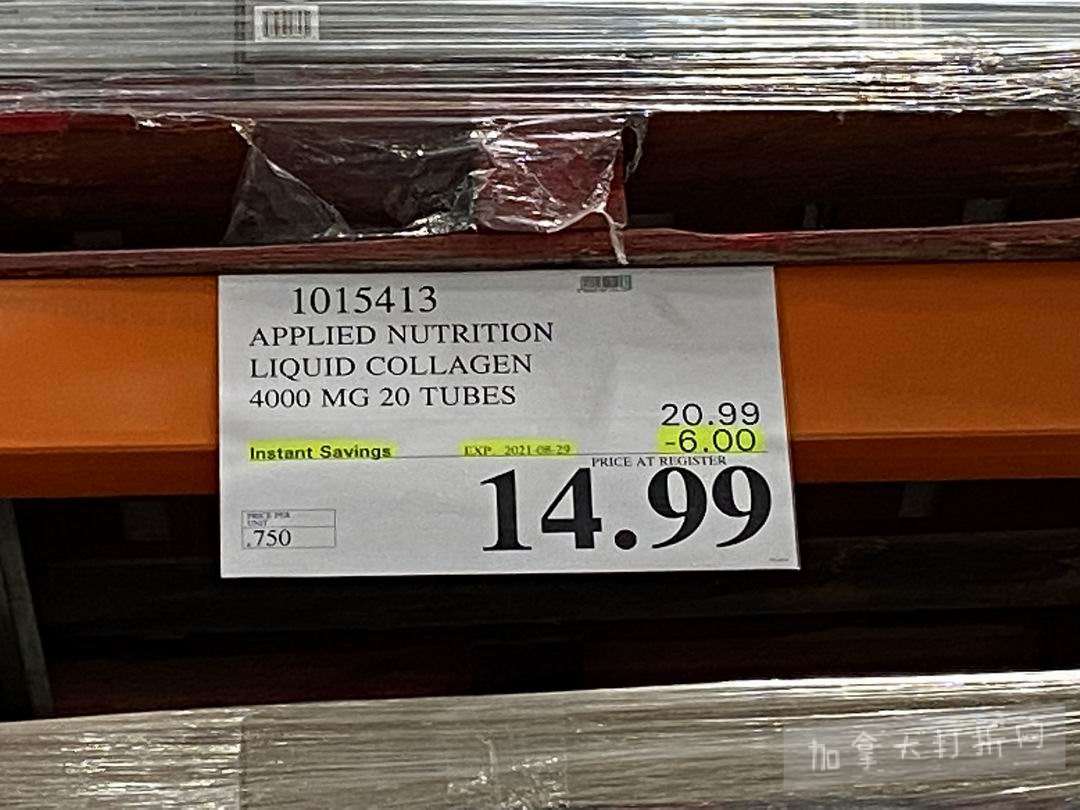 1015413
APPLIED NUTRITION
LIQUID COLLAGEN
4000 MG 20 TUBES
20.99
Instant Savings EXP 2021-08-29 -6.00
PRICE AT REGISTER
14.99
PRICE PER
UNIT
.750
加拿大打折网